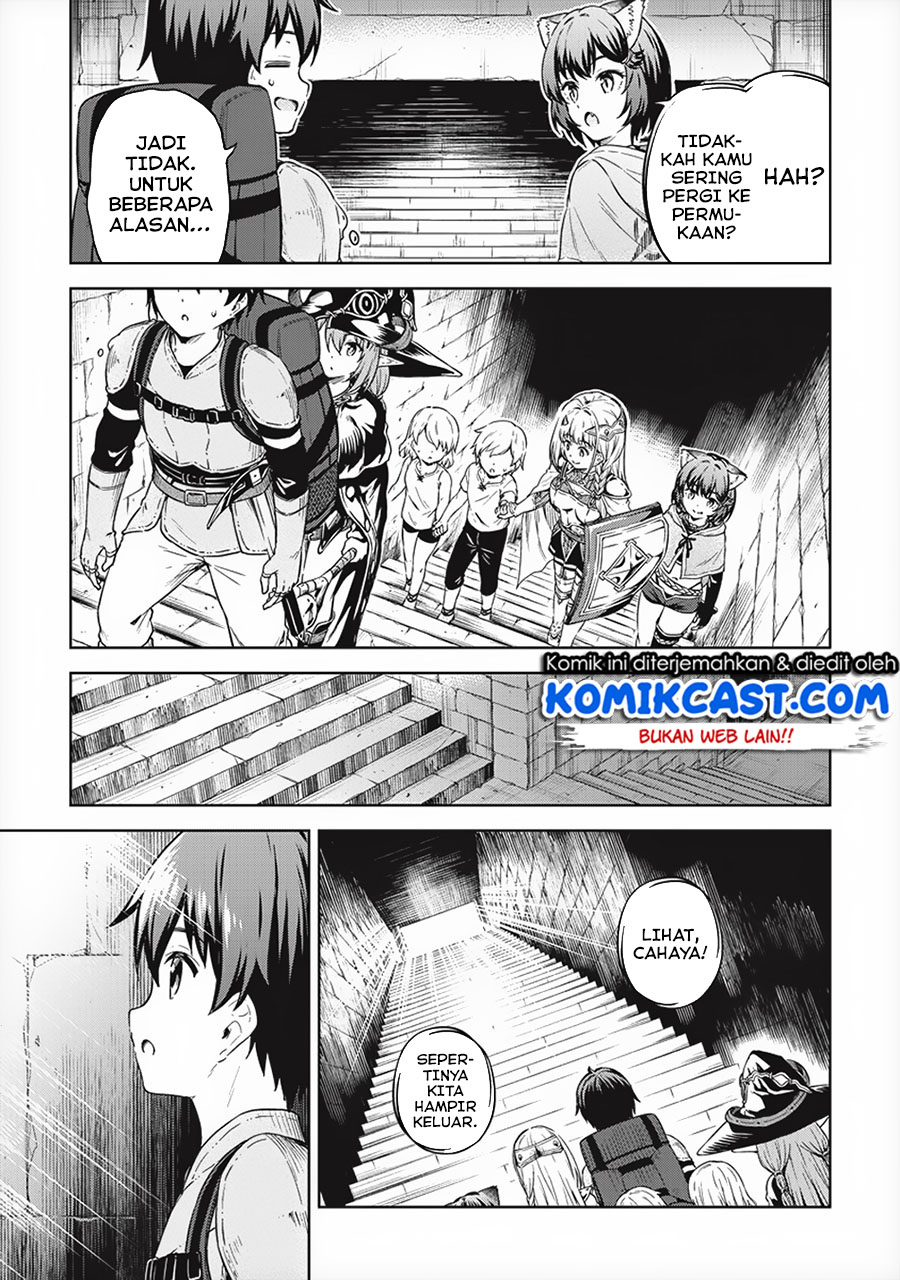 HAH?
TIDAK-
KAH KAMU
SERING
PERGI KE
PERMU-
KAAN?
JADI
TIDAK.
UNTUK
BEBERAPA
ALASAN...
Komik ini diterjemahkan & diedit oleh
KOMIKCAST.COM
BUKAN WEB LAIN!!
LIHAT,
CAHAYA!
SEPER-
TINYA
KITA
HAMPIR
KELUAR.